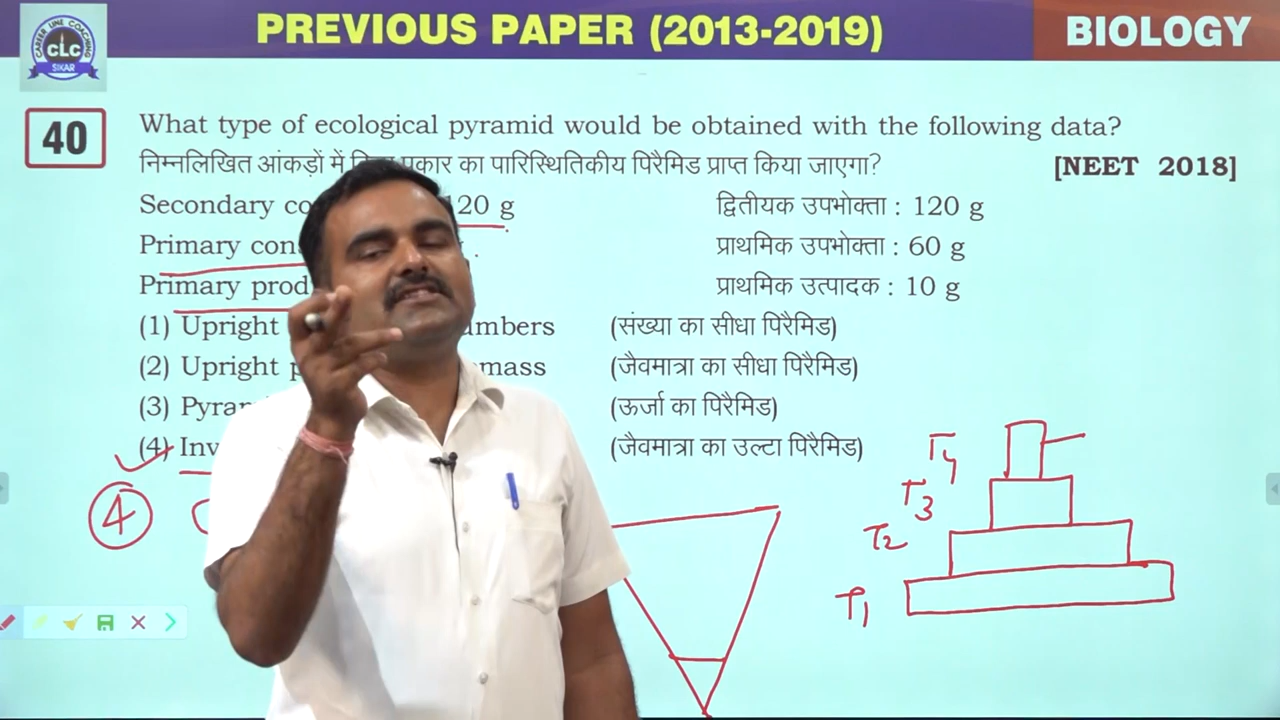 CAREER LINE COACHING
CLC
SIKAR
PREVIOUS PAPER (2013-2019)
BIOLOGY
40
What type of ecological pyramid would be obtained with the following data?
निम्नलिखित आंकड़ों में प्रकार का पारिस्थितिकीय पिरैमिड प्राप्त किया जाएगा?
[NEET 2018]
Secondary co 120 g
द्वितीयक उपभोक्ता : 120 g
Primary con
प्राथमिक उपभोक्ता : 60 g
Primary prod
प्राथमिक उत्पादक : 10 g
(1) Upright umbers (संख्या का सीधा पिरैमिड)
(2) Upright p mass (जैवमात्रा का सीधा पिरैमिड)
(3) Pyra (ऊर्जा का पिरैमिड)
(4) Inv (जैवमात्रा का उल्टा पिरैमिड)
4
T4
T3
T2
T1